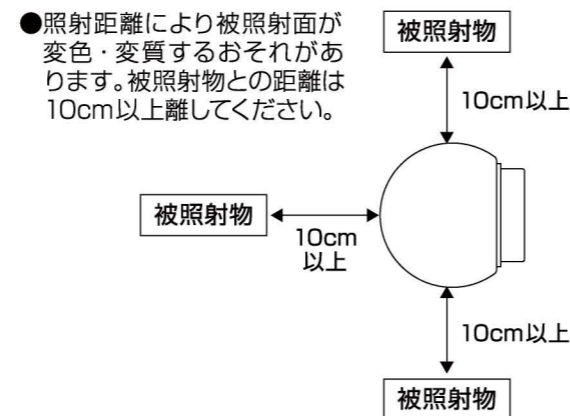 ●照射距離により被照射面が
変色・変質するおそれがあ
ります。被照射物との距離は
10cm以上離してください。
被照射物
10cm以上
被照射物
10cm
以上
10cm以上
被照射物